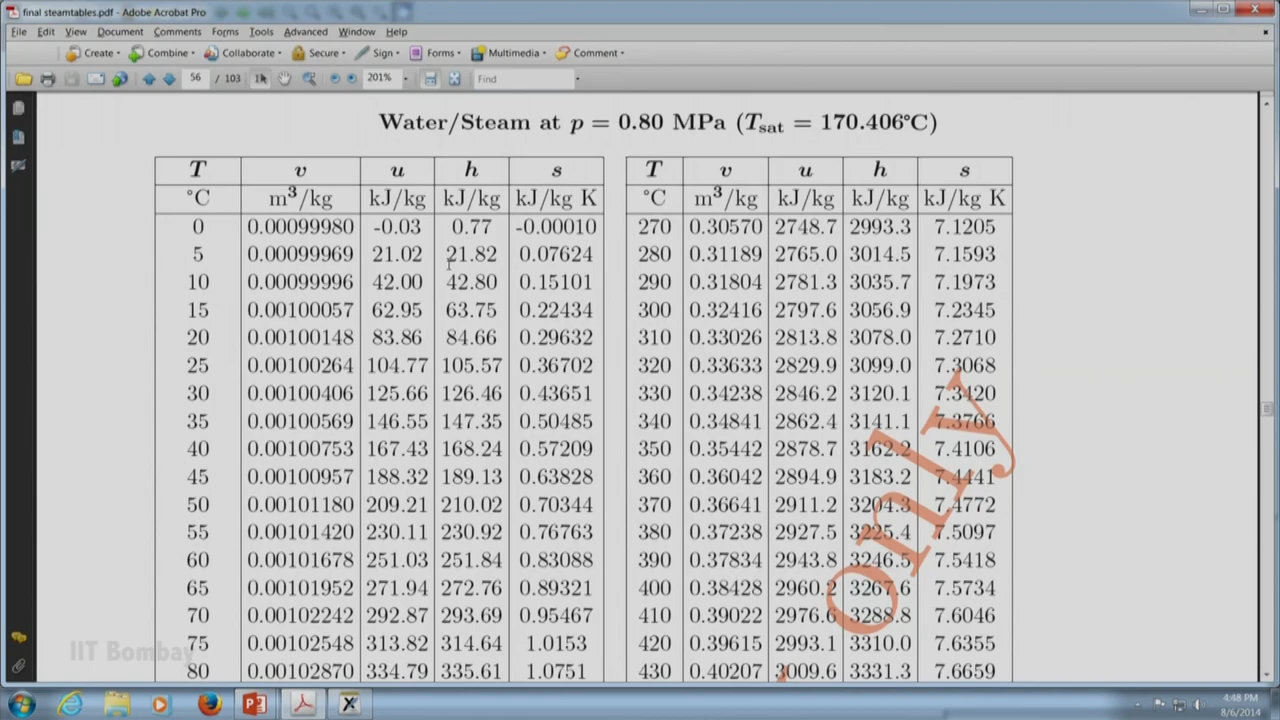 final steamtables.pdf - Adobe Acrobat Pro
File Edit View Document Comments Forms Tools Advanced Window Help
Create Combine Collaborate Secure Sign Forms Multimedia Comment
56 / 103 201% Find
Water/Steam at p = 0.80 MPa (Tsat = 170.406°C)
T v u h s T v u h s
°C m³/kg kJ/kg kJ/kg kJ/kg K °C m³/kg kJ/kg kJ/kg kJ/kg K
0 0.00099980 -0.03 0.77 -0.00010 270 0.30570 2748.7 2993.3 7.1205
5 0.00099969 21.02 21.82 0.07624 280 0.31189 2765.0 3014.5 7.1593
10 0.00099996 42.00 42.80 0.15101 290 0.31804 2781.3 3035.7 7.1973
15 0.00100057 62.95 63.75 0.22434 300 0.32416 2797.6 3056.9 7.2345
20 0.00100148 83.86 84.66 0.29632 310 0.33026 2813.8 3078.0 7.2710
25 0.00100264 104.77 105.57 0.36702 320 0.33633 2829.9 3099.0 7.3068
30 0.00100406 125.66 126.46 0.43651 330 0.34238 2846.2 3120.1 7.3420
35 0.00100569 146.55 147.35 0.50485 340 0.34841 2862.4 3141.1 7.3766
40 0.00100753 167.43 168.24 0.57209 350 0.35442 2878.7 3162.2 7.4106
45 0.00100957 188.32 189.13 0.63828 360 0.36042 2894.9 3183.2 7.4441
50 0.00101180 209.21 210.02 0.70344 370 0.36641 2911.2 3204.3 7.4772
55 0.00101420 230.11 230.92 0.76763 380 0.37238 2927.5 3225.4 7.5097
60 0.00101678 251.03 251.84 0.83088 390 0.37834 2943.8 3246.5 7.5418
65 0.00101952 271.94 272.76 0.89321 400 0.38428 2960.2 3267.6 7.5734
70 0.00102242 292.87 293.69 0.95467 410 0.39022 2976.6 3288.8 7.6046
75 0.00102548 313.82 314.64 1.0153 420 0.39615 2993.1 3310.0 7.6355
80 0.00102870 334.79 335.61 1.0751 430 0.40207 3009.6 3331.3 7.6659
only
IIT Bombay
4:48 PM
8/6/2014